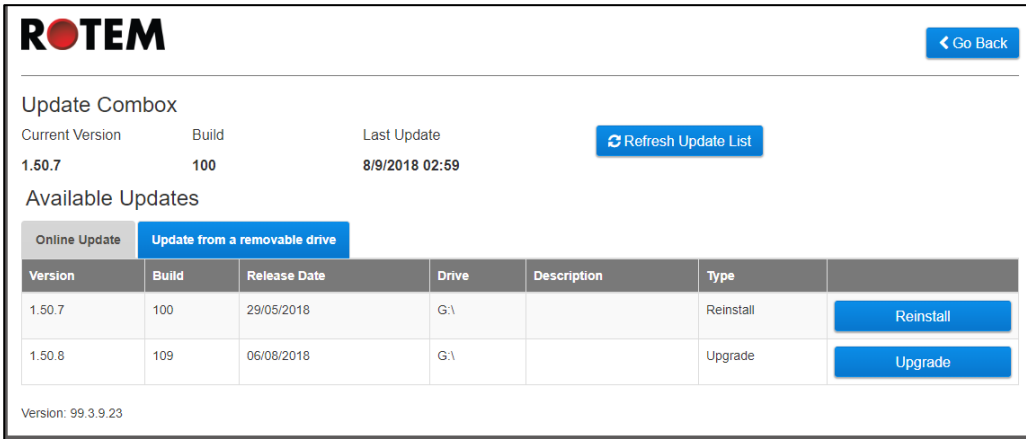 ROTEM
Go Back
Update Combox
Current Version Build Last Update
Refresh Update List
1.50.7 100 8/9/2018 02:59
Available Updates
Online Update Update from a removable drive
Version Build Release Date Drive Description Type
1.50.7 100 29/05/2018 G:\ Reinstall Reinstall
1.50.8 109 06/08/2018 G:\ Upgrade Upgrade
Version: 99.3.9.23